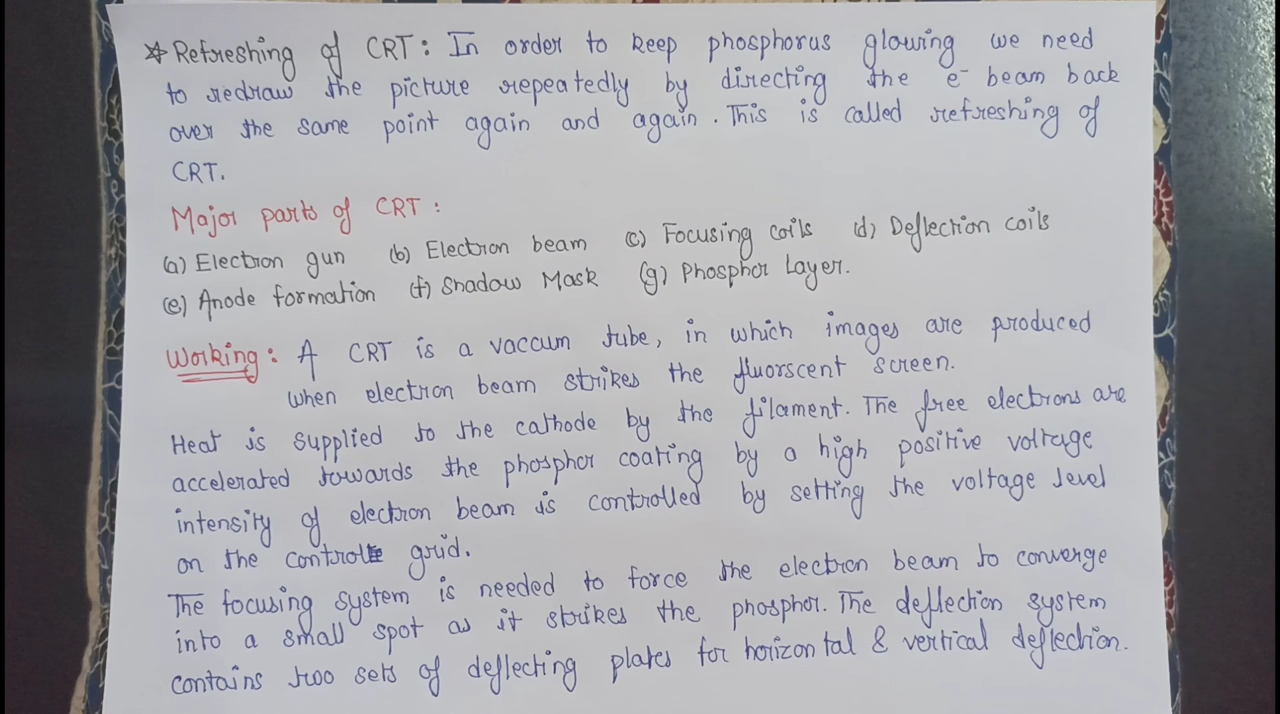 * Refreshing of CRT: In order to keep phosphorus glowing we need
to redraw the picture repeatedly by directing the e⁻ beam back
over the same point again and again. This is called refreshing of
CRT.
Major parts of CRT:
(a) Electron gun (b) Electron beam (c) Focusing coils (d) Deflection coils
(e) Anode formation (f) Shadow Mask (g) Phosphor Layer.
Working: A CRT is a vaccum tube, in which images are produced
when electron beam strikes the fluorscent screen.
Heat is supplied to the cathode by the filament. The free electrons are
accelerated towards the phosphor coating by a high positive voltage
intensity of electron beam is controlled by setting the voltage level
on the control grid.
The focusing system is needed to force the electron beam to converge
into a small spot as it strikes the phosphor. The deflection system
contains two sets of deflecting plates for horizontal & vertical deflection.